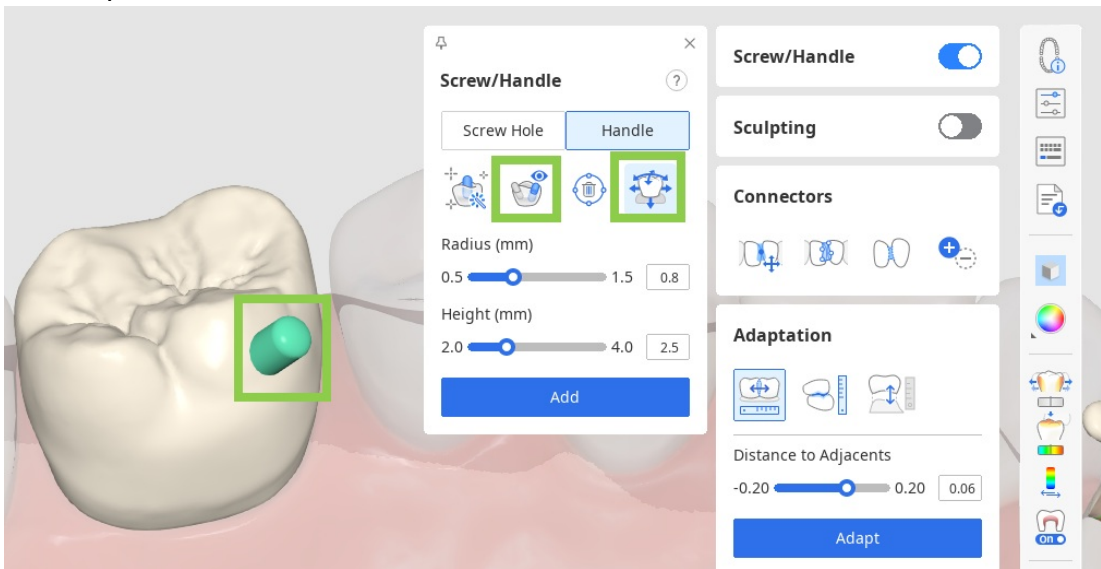 Screw/Handle
?
Screw Hole
Handle
Radius (mm)
0.5
1.5
0.8
Height (mm)
2.0
4.0
2.5
Add
Screw/Handle
Sculpting
Connectors
Adaptation
Distance to Adjacents
-0.20
0.20
0.06
Adapt
On